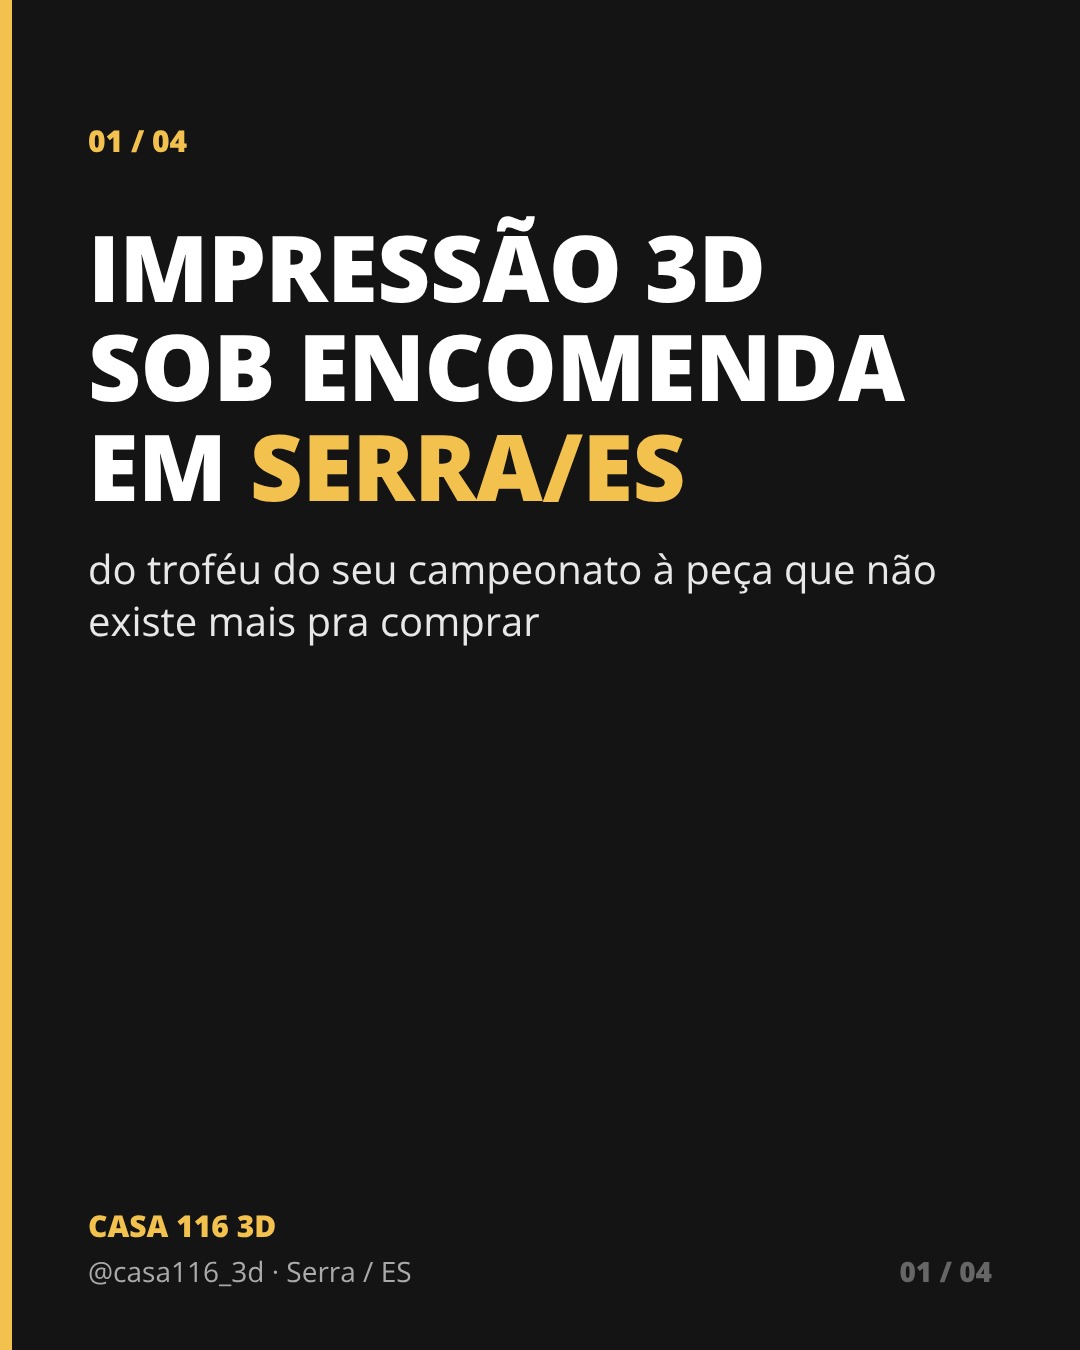 01 / 04
IMPRESSÃO 3D
SOB ENCOMENDA
EM SERRA/ES
do troféu do seu campeonato à peça que não
existe mais pra comprar
CASA 116 3D
@casa116_3d · Serra / ES
01 / 04